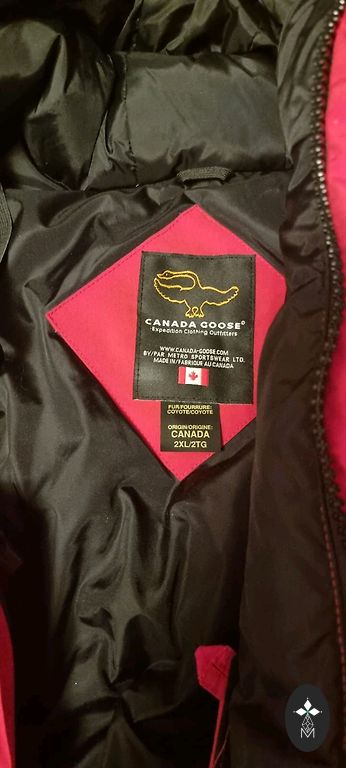 CANADA GOOSE®
Expedition Clothing Outfitters
WWW.CANADA-GOOSE.COM
BY/PAR METRO SPORTSWEAR LTD.
MADE IN/FABRIQUÉ AU CANADA
FUR/FOURRURE:
COYOTE/COYOTE
ORIGIN/ORIGINE:
CANADA
2XL/2TG
M